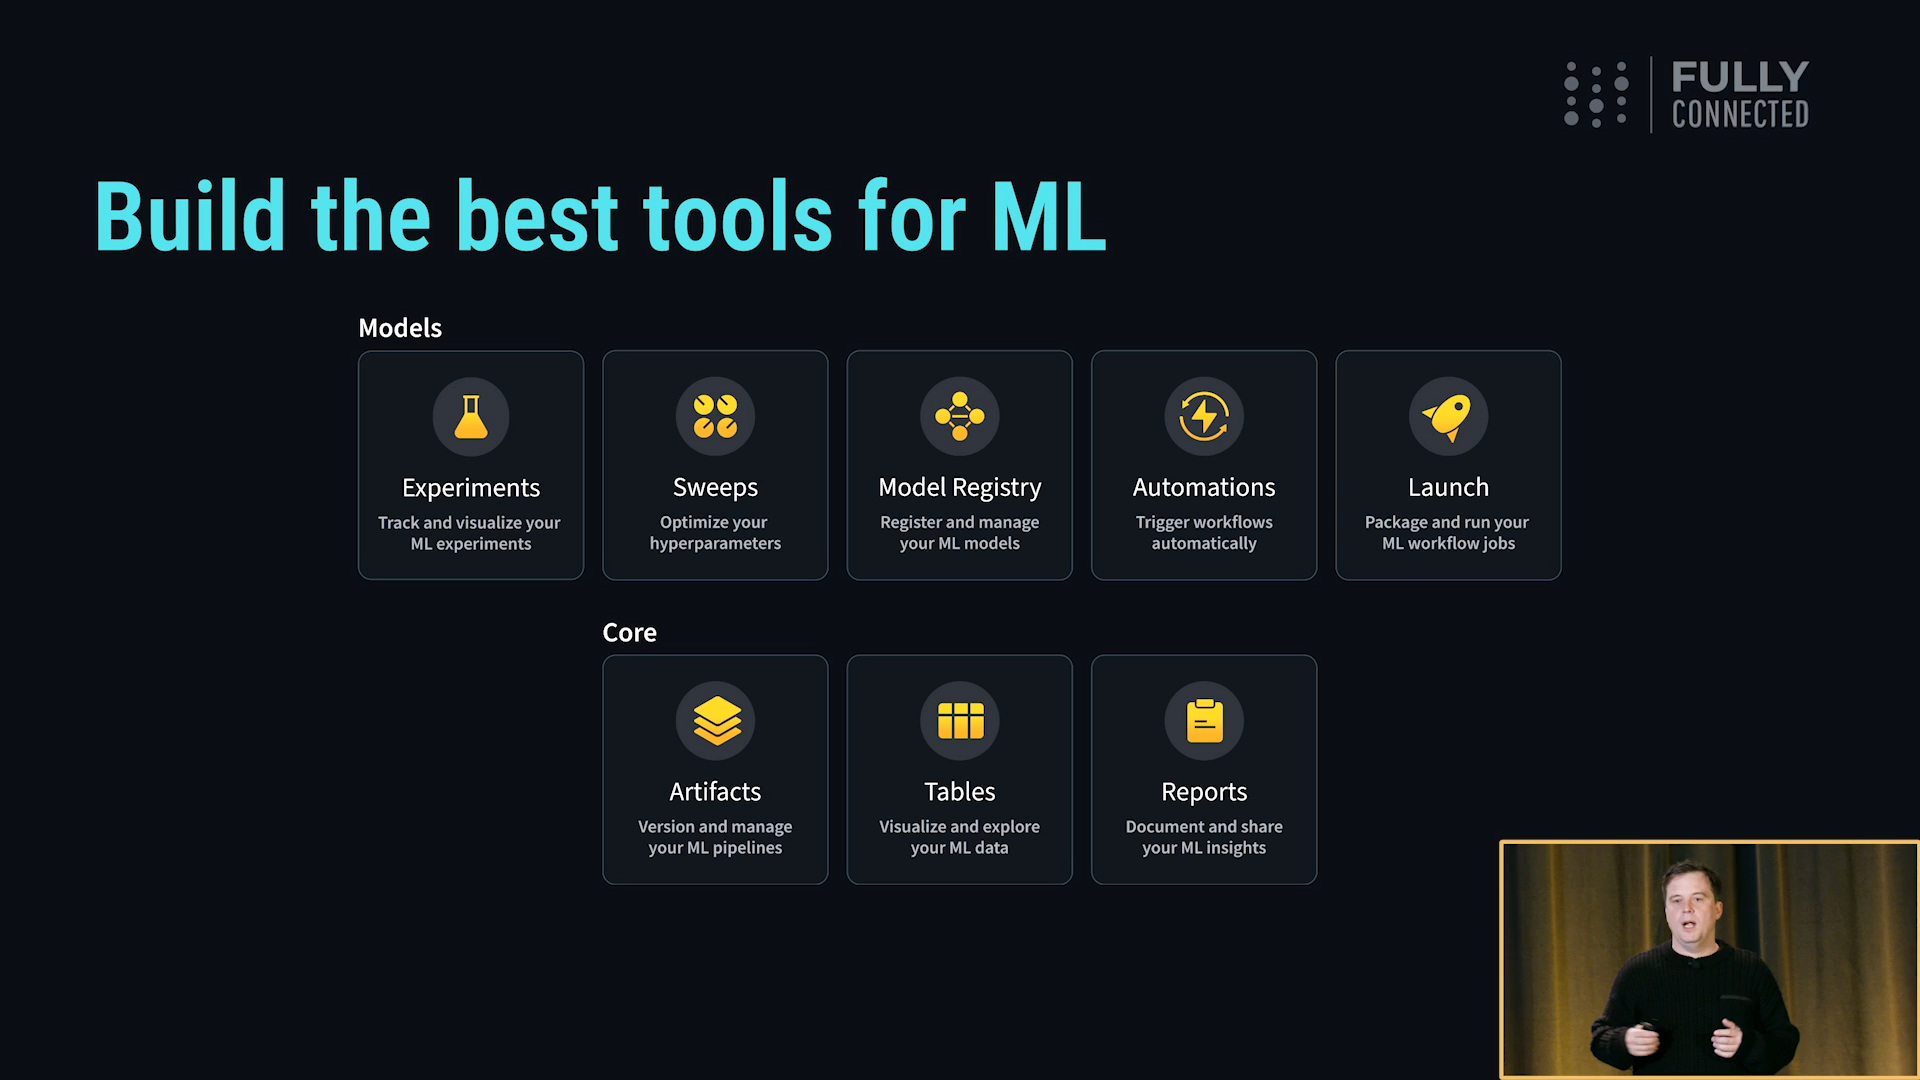 FULLY
CONNECTED
Build the best tools for ML
Models
Experiments
Track and visualize your
ML experiments
Sweeps
Optimize your
hyperparameters
Model Registry
Register and manage
your ML models
Automations
Trigger workflows
automatically
Launch
Package and run your
ML workflow jobs
Core
Artifacts
Version and manage
your ML pipelines
Tables
Visualize and explore
your ML data
Reports
Document and share
your ML insights